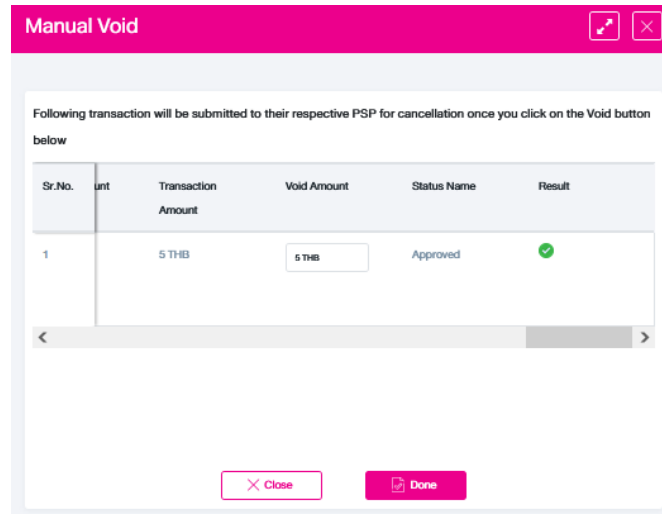 Manual Void
Following transaction will be submitted to their respective PSP for cancellation once you click on the Void button
below
Sr.No. unt Transaction Void Amount Status Name Result
Amount
1 5 THB 5 THB Approved
Close Done